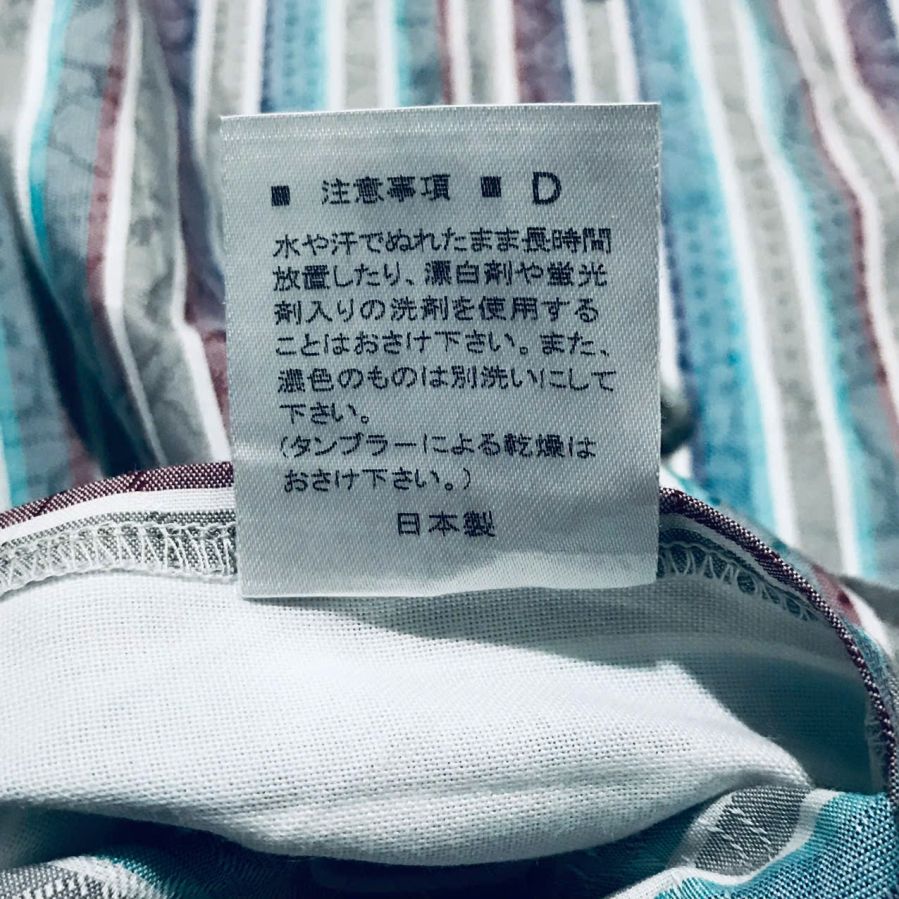 ■ 注意事項 ■ D
水や汗でぬれたまま長時間
放置したり、漂白剤や蛍光
剤入りの洗剤を使用する
ことはおさけ下さい。また、
濃色のものは別洗いにして
下さい。
(タンブラーによる乾燥は
おさけ下さい。)
日本製